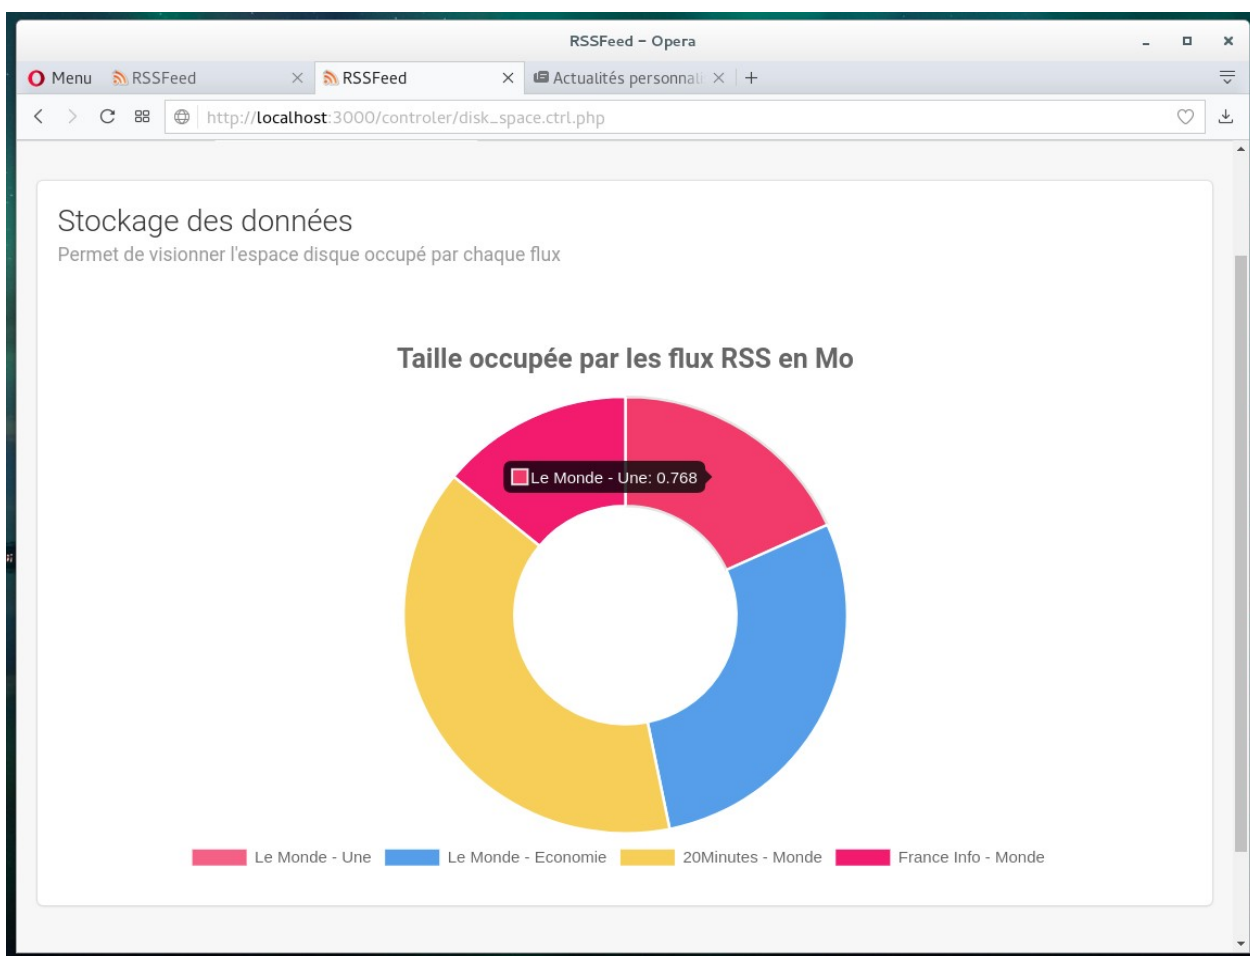 RSSFeed – Opera
Menu RSSFeed RSSFeed Actualités personnali
http://localhost:3000/controler/disk_space.ctrl.php
Stockage des données
Permet de visionner l'espace disque occupé par chaque flux
Taille occupée par les flux RSS en Mo
Le Monde - Une: 0.768
Le Monde - Une Le Monde - Economie 20Minutes - Monde France Info - Monde